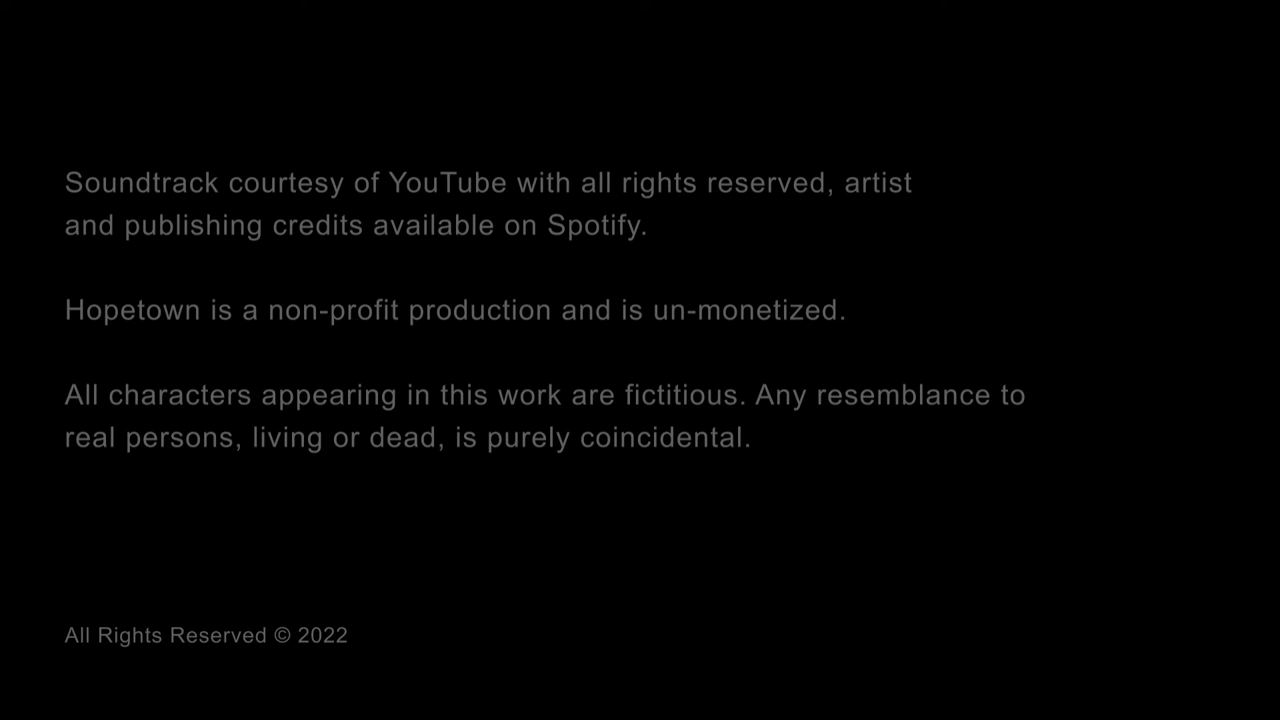 Soundtrack courtesy of YouTube with all rights reserved, artist
and publishing credits available on Spotify.
Hopetown is a non-profit production and is un-monetized.
All characters appearing in this work are fictitious. Any resemblance to
real persons, living or dead, is purely coincidental.
All Rights Reserved © 2022